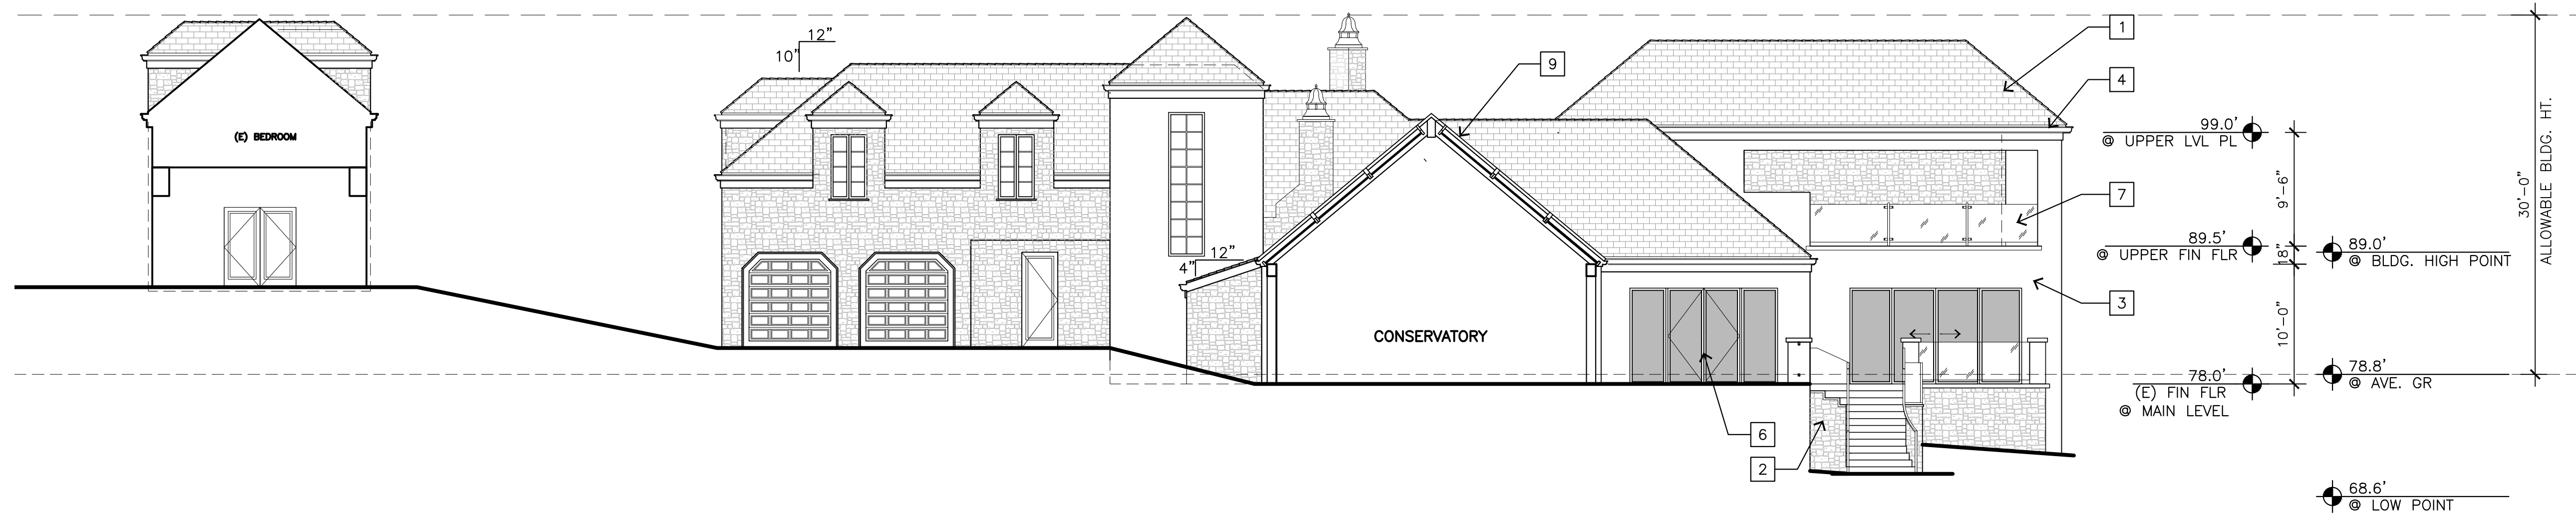 (E) BEDROOM
12"
10"
12"
4"
CONSERVATORY
9
1
4
7
3
6
2
99.0'
@ UPPER LVL PL
89.5'
@ UPPER FIN FLR
78.0'
(E) FIN FLR
@ MAIN LEVEL
9'-6"
18"
10'-0"
89.0'
@ BLDG. HIGH POINT
78.8'
@ AVE. GR
68.6'
@ LOW POINT
30'-0"
ALLOWABLE BLDG. HT.